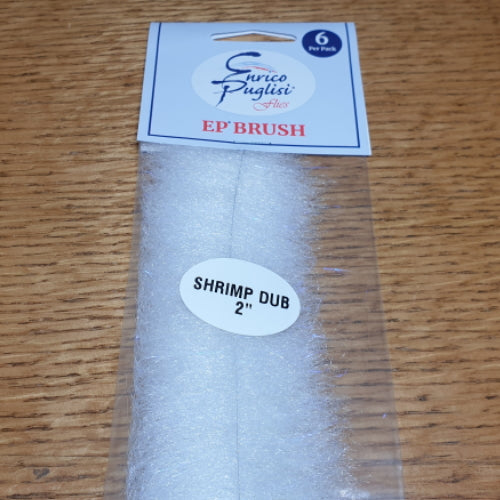 6
Per Pack
Enrico
Puglisi
Flies
EP® BRUSH
SHRIMP DUB
2"